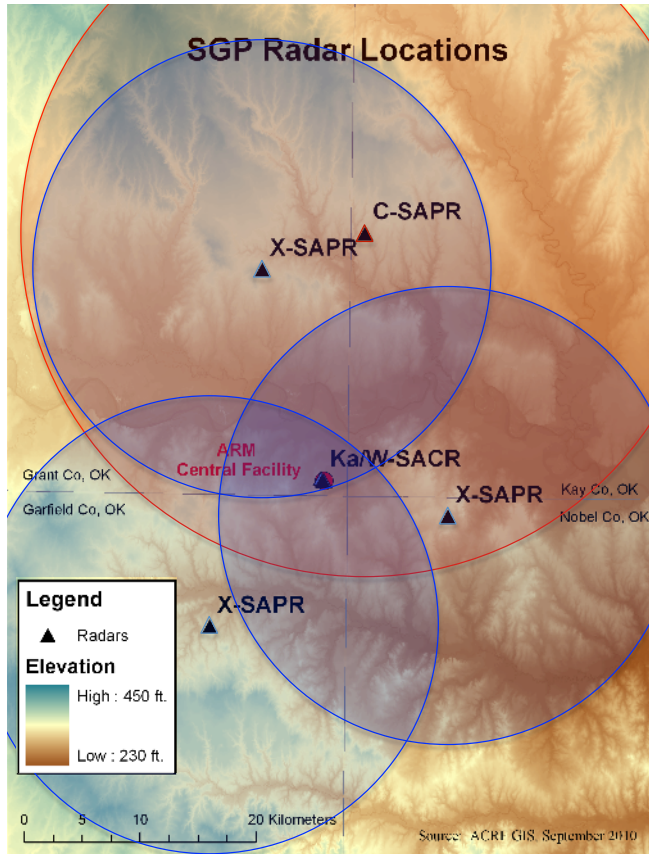 SGP Radar Locations
C-SAPR
X-SAPR
ARM
Central Facility
Ka/W-SACR
Grant Co, OK
Garfield Co, OK
X-SAPR
Kay Co, OK
Nobel Co, OK
X-SAPR
Legend
Radars
Elevation
High : 450 ft.
Low : 230 ft.
0 5 10 20 Kilometers
Source: ACRF GIS, September 2010